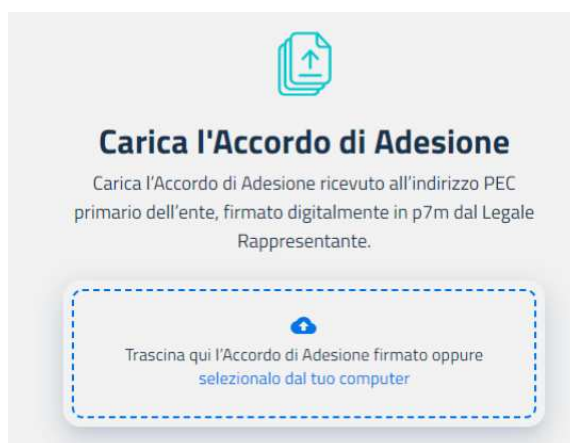 Carica l'Accordo di Adesione
Carica l’Accordo di Adesione ricevuto all’indirizzo PEC
primario dell’ente, firmato digitalmente in p7m dal Legale
Rappresentante.
Trascina qui l’Accordo di Adesione firmato oppure
selezionalo dal tuo computer